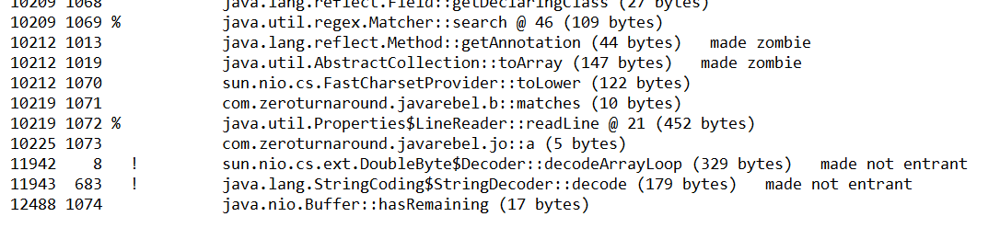 10209 1068 java.lang.reflect.Field::getDeclaringClass (27 bytes)
10209 1069 % java.util.regex.Matcher::search @ 46 (109 bytes)
10212 1013 java.lang.reflect.Method::getAnnotation (44 bytes) made zombie
10212 1019 java.util.AbstractCollection::toArray (147 bytes) made zombie
10212 1070 sun.nio.cs.FastCharsetProvider::toLower (122 bytes)
10219 1071 com.zeroturnaround.javarebel.b::matches (10 bytes)
10219 1072 % java.util.Properties$LineReader::readLine @ 21 (452 bytes)
10225 1073 com.zeroturnaround.javarebel.jo::a (5 bytes)
11942 8 ! sun.nio.cs.ext.DoubleByte$Decoder::decodeArrayLoop (329 bytes) made not entrant
11943 683 ! java.lang.StringCoding$StringDecoder::decode (179 bytes) made not entrant
12488 1074 java.nio.Buffer::hasRemaining (17 bytes)